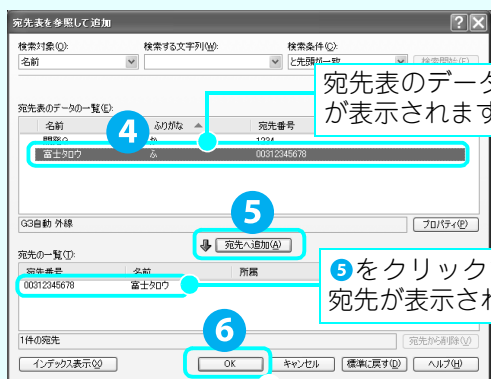 宛先表を参照して追加
検索対象(O):
検索する文字列(W):
検索条件(C):
名前
と先頭が一致
検索開始(F)
宛先表のデータ
が表示されます
宛先表のデータの一覧(E):
名前 ふりがな 宛先番号
4
1234
富士タロウ ふ 00312345678
G3自動 外線
プロパティ(P)
5
宛先へ追加(A)
宛先の一覧(T):
宛先番号 名前 所属
00312345678 富士タロウ
5をクリック
宛先が表示され
1件の宛先
宛先から削除(V)
6
インデックス表示(X) OK キャンセル 標準に戻す(D) ヘルプ(H)